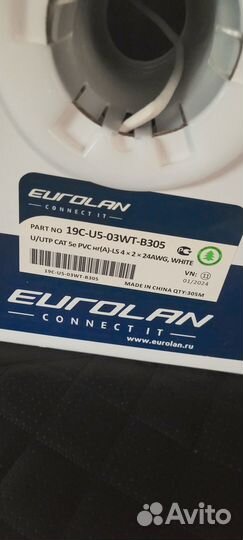 EUROLAN
CONNECT IT
PART NO 19C-U5-03WT-B305
U/UTP CAT 5e PVC нг(A)-LS 4 × 2 × 24AWG, WHITE
VN: 11
01/2024
19C-U5-03WT-B305
MADE IN CHINA QTY:305M
EUROLAN
CONNECT IT
www.eurolan.ru
Avito